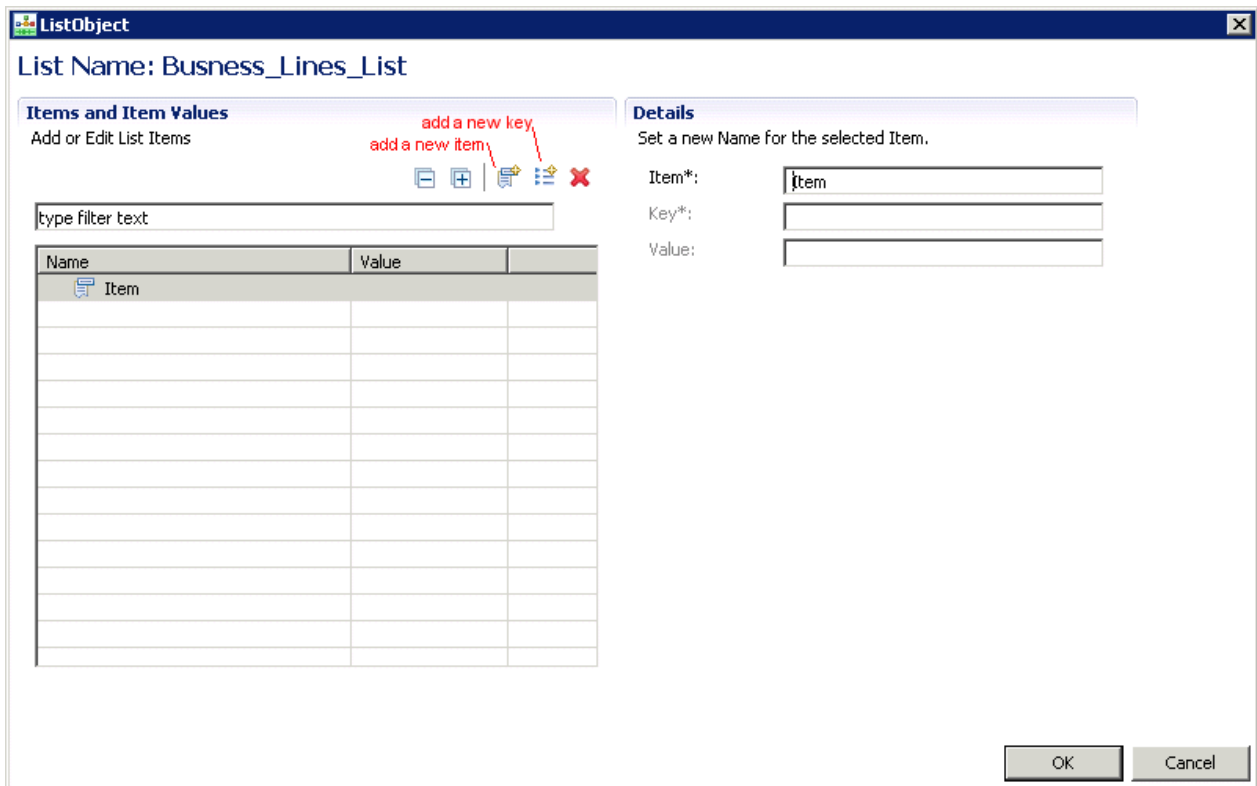 ListObject
List Name: Busness_Lines_List
Items and Item Values
Add or Edit List Items
add a new key
add a new item
type filter text
Name Value
Item
Details
Set a new Name for the selected Item.
Item*: Item
Key*:
Value:
OK Cancel